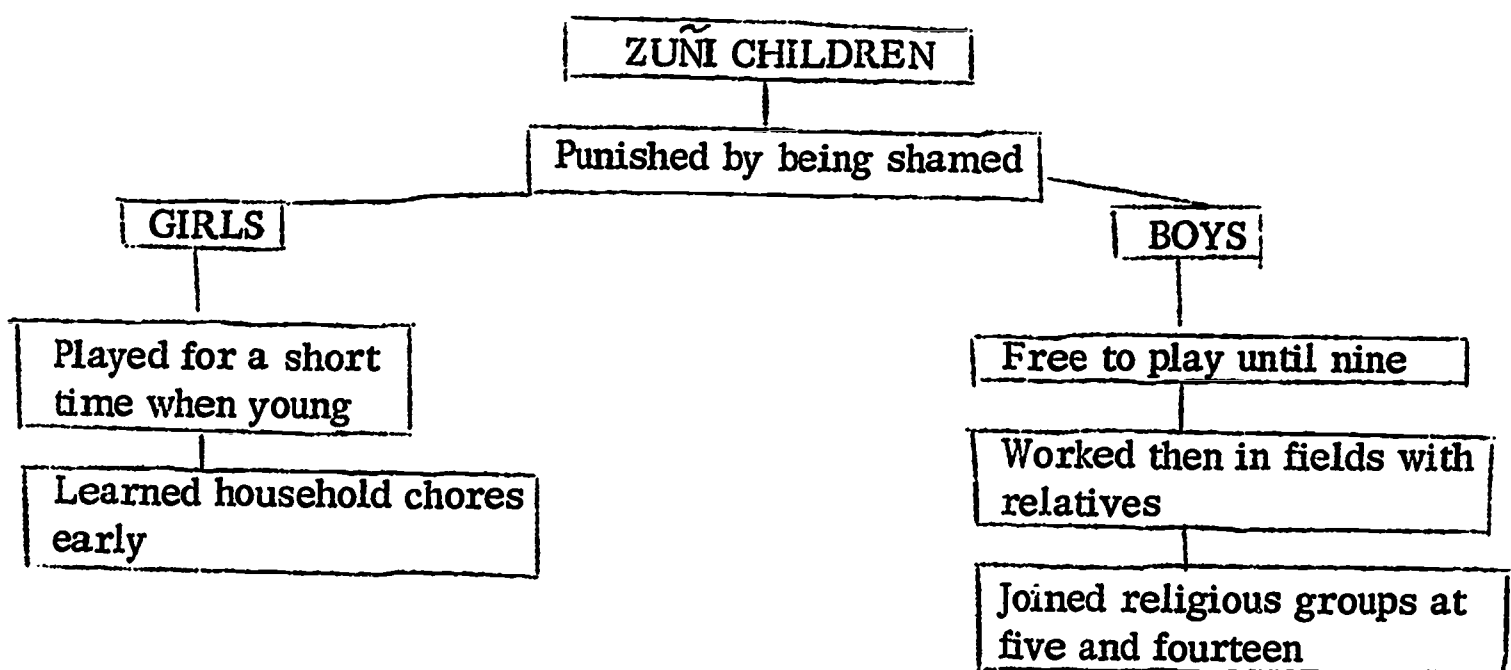 ZUÑI CHILDREN
Punished by being shamed
GIRLS
Played for a short
time when young
Learned household chores
early
BOYS
Free to play until nine
Worked then in fields with
relatives
Joined religious groups at
five and fourteen